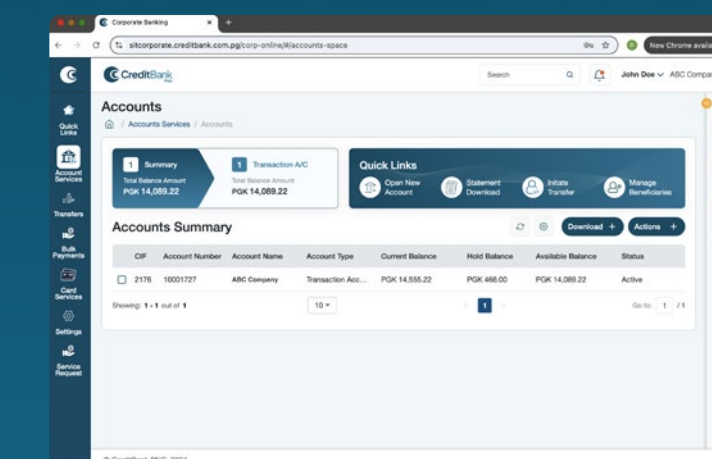 Corporate Banking
sitcorporate.creditbank.com.pg/corp-online/#/accounts-space
New Chrome availa
CreditBank
PNG
Search
John Doe
ABC Compan
Quick Links
Account Services
Transfers
Bulk Payments
Card Services
Settings
Service Request
Accounts
/ Accounts Services / Accounts
1 Summary
Total Balance Amount
PGK 14,089.22
1 Transaction A/C
Total Balance Amount
PGK 14,089.22
Quick Links
Open New Account
Statement Download
Initate Transfer
Manage Beneficiaries
Accounts Summary
Download +
Actions +
CIF Account Number Account Name Account Type Current Balance Hold Balance Available Balance Status
2176 10001727 ABC Company Transaction Acc... PGK 14,555.22 PGK 466.00 PGK 14,089.22 Active
Showing: 1 - 1 out of 1
10
1
Go to: 1 / 1